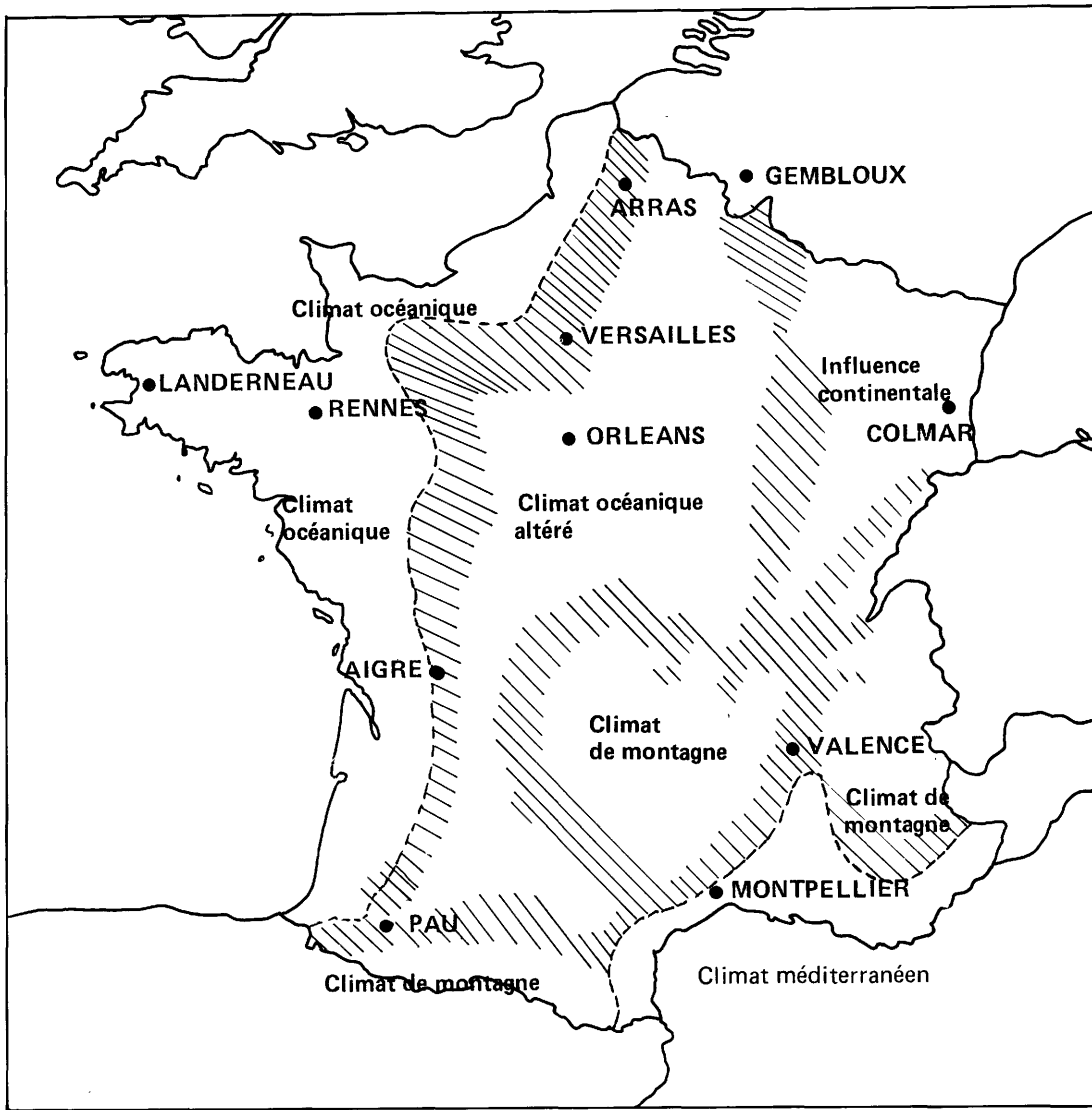 GEMBLOUX
ARRAS
Climat océanique
VERSAILLES
LANDERNEAU
RENNES
Influence
continentale
COLMAR
ORLEANS
Climat
océanique
Climat océanique
altéré
AIGRE
Climat
de montagne
VALENCE
Climat de
montagne
MONTPELLIER
PAU
Climat de montagne
Climat méditerranéen